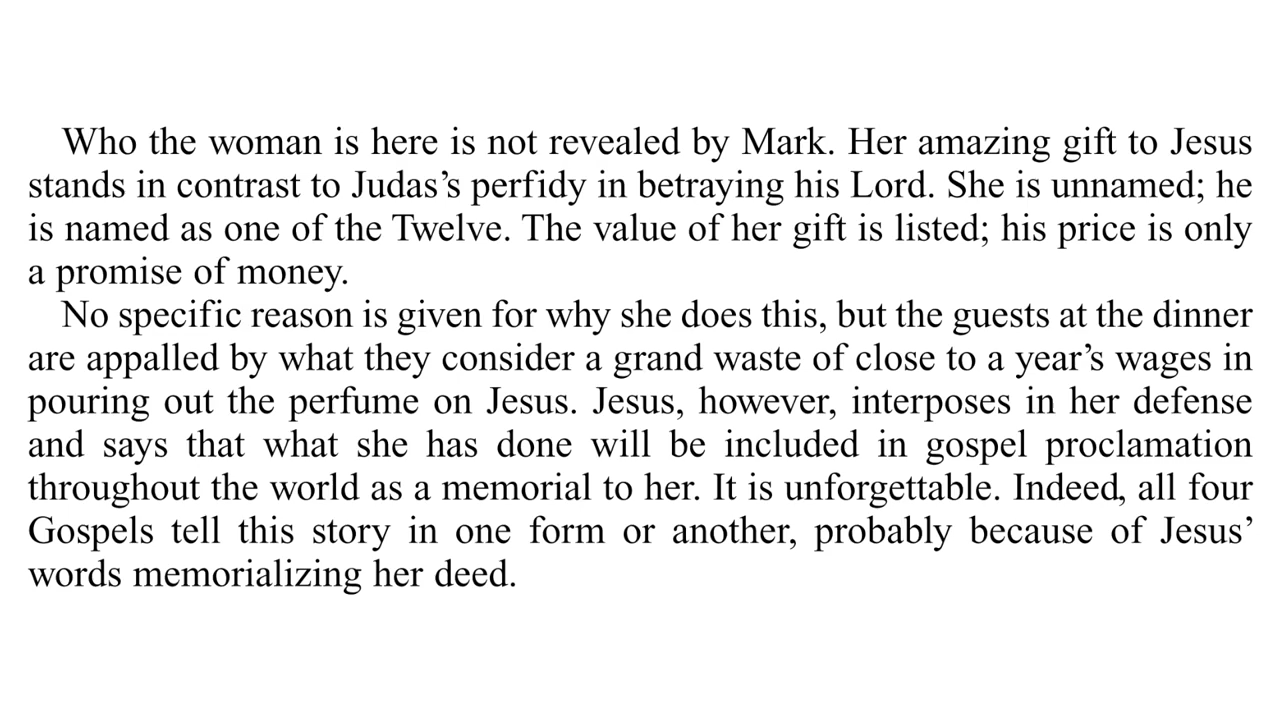 Who the woman is here is not revealed by Mark. Her amazing gift to Jesus
stands in contrast to Judas’s perfidy in betraying his Lord. She is unnamed; he
is named as one of the Twelve. The value of her gift is listed; his price is only
a promise of money.
No specific reason is given for why she does this, but the guests at the dinner
are appalled by what they consider a grand waste of close to a year’s wages in
pouring out the perfume on Jesus. Jesus, however, interposes in her defense
and says that what she has done will be included in gospel proclamation
throughout the world as a memorial to her. It is unforgettable. Indeed, all four
Gospels tell this story in one form or another, probably because of Jesus’
words memorializing her deed.